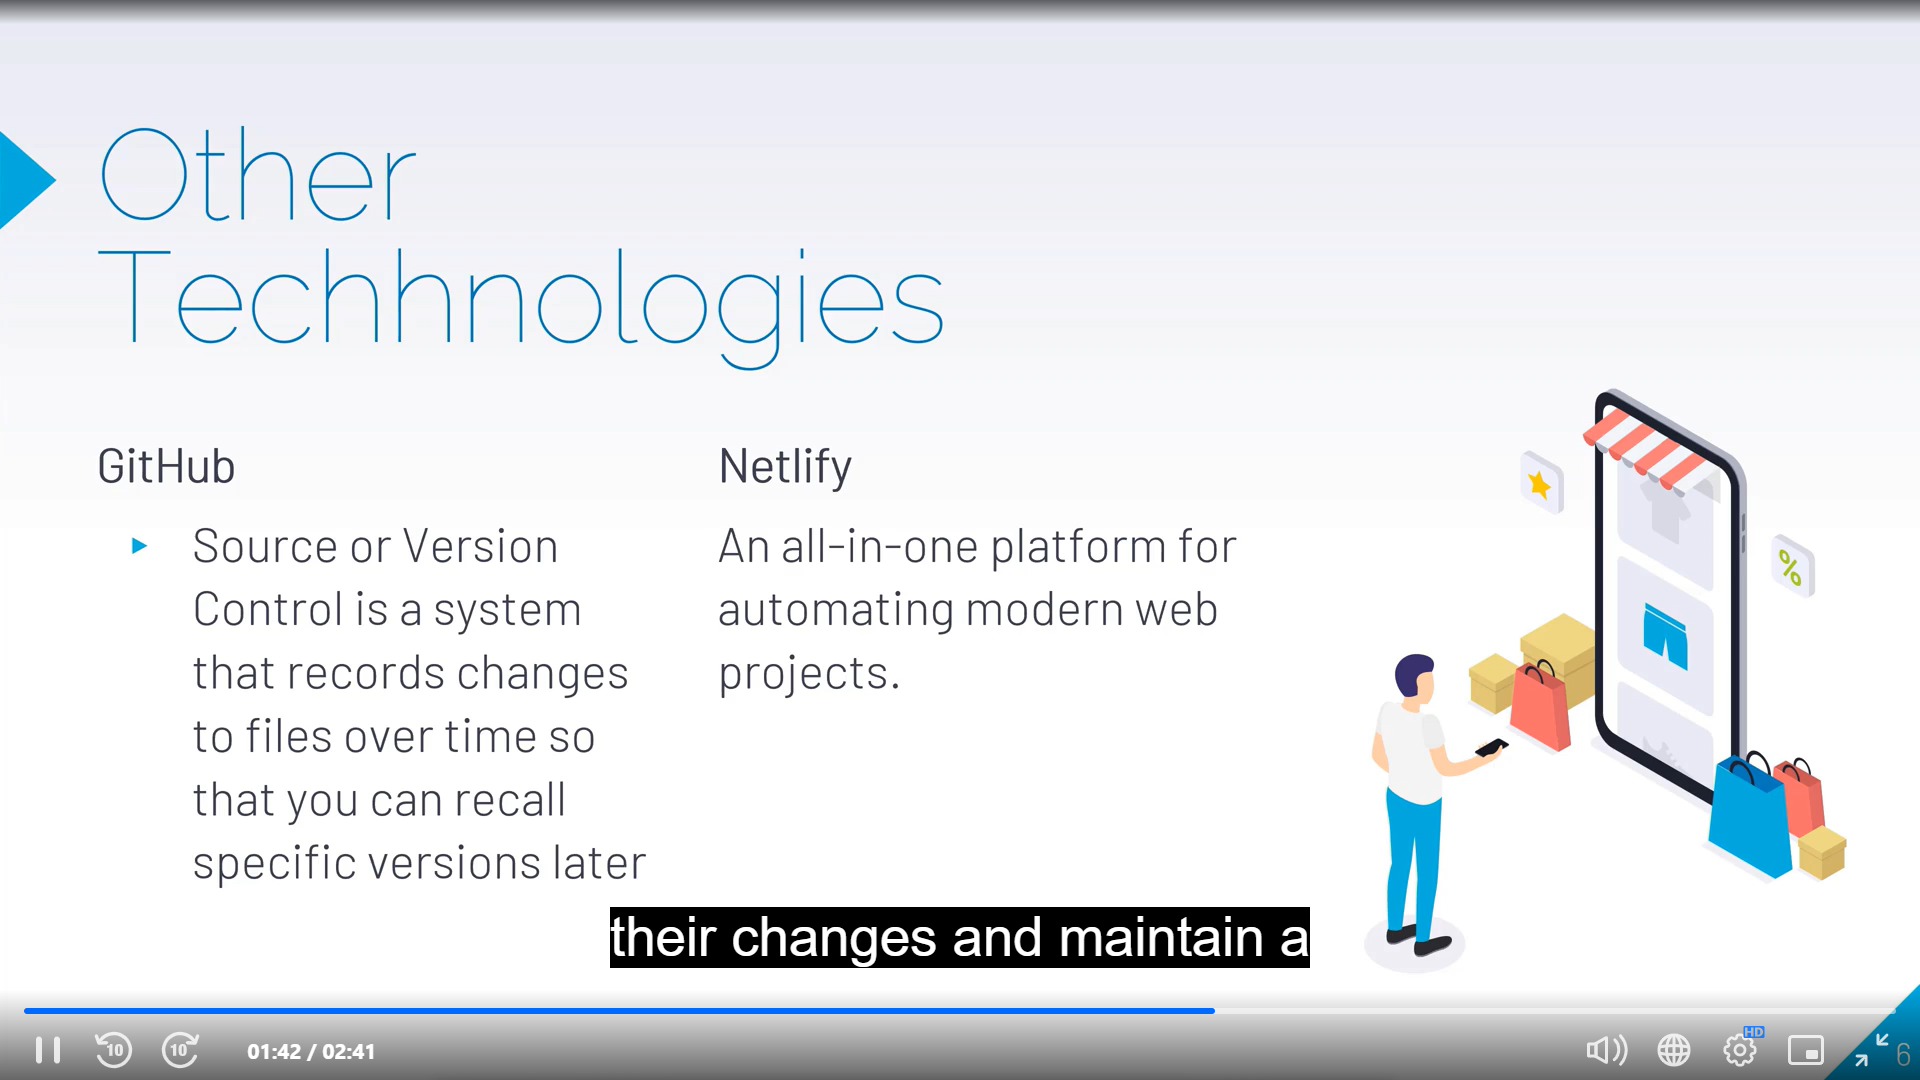 Other
Techhnologies
GitHub
Source or Version
Control is a system
that records changes
to files over time so
that you can recall
specific versions later
Netlify
An all-in-one platform for
automating modern web
projects.
%
their changes and maintain a
10
10
01:42 / 02:41
HD
6